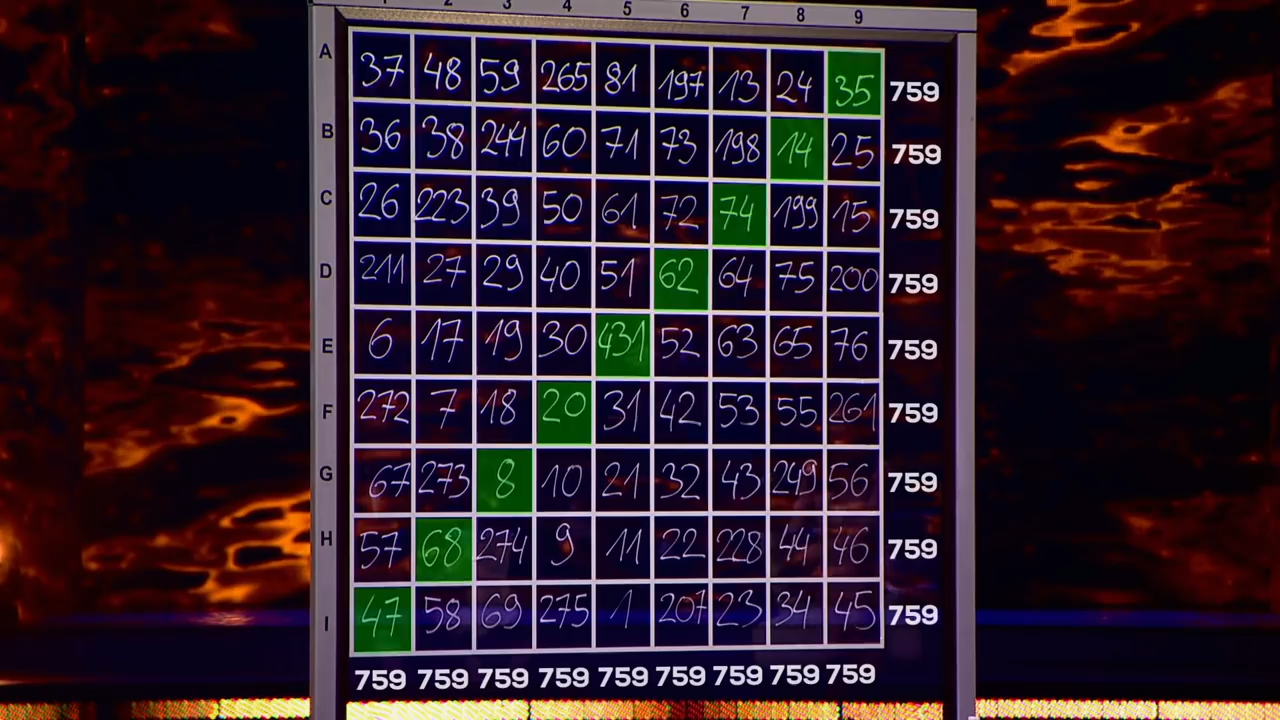 1 2 3 4 5 6 7 8 9
A 37 48 59 265 81 197 13 24 35 759
B 36 38 244 60 71 73 198 14 25 759
C 26 223 39 50 61 72 74 199 15 759
D 211 27 29 40 51 62 64 75 200 759
E 6 17 19 30 431 52 63 65 76 759
F 272 7 18 20 31 42 53 55 261 759
G 67 273 8 10 21 32 43 249 56 759
H 57 68 274 9 11 22 228 44 46 759
I 47 58 69 275 1 207 23 34 45 759
759 759 759 759 759 759 759 759 759